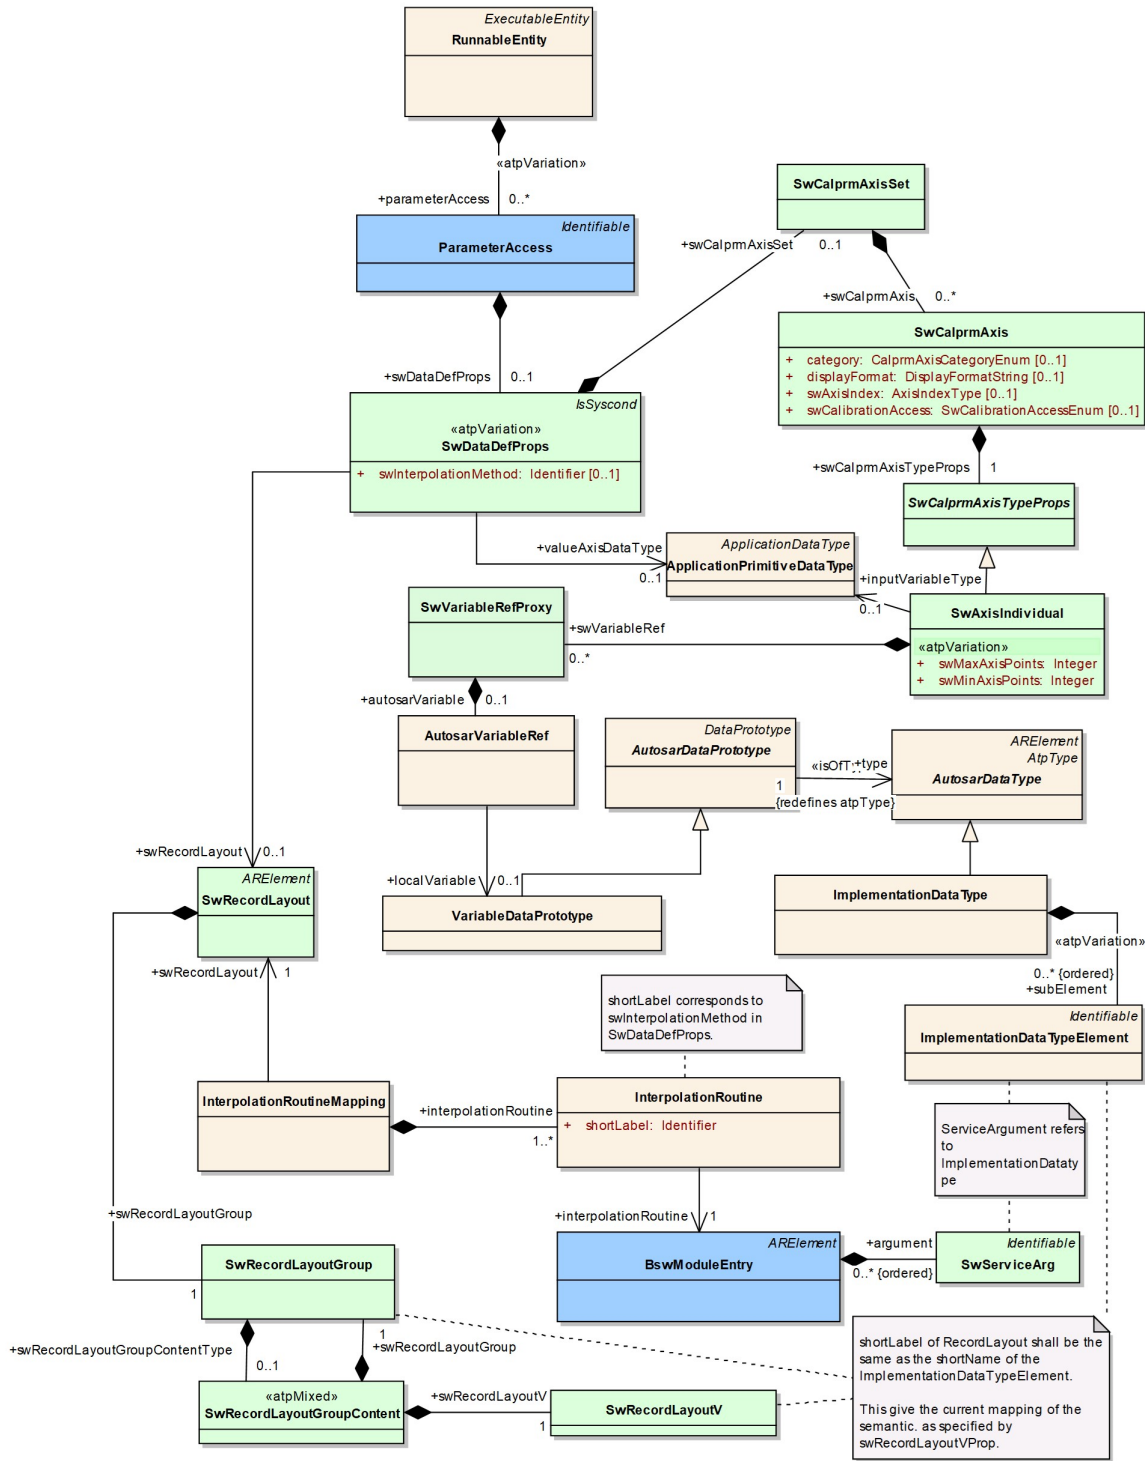 ExecutableEntity
RunnableEntity
«atpVariation»
+parameterAccess 0..*
Identifiable
ParameterAccess
+swDataDefProps 0..1
SwCalprmAxisSet
+swCalprmAxisSet 0..1
+swCalprmAxis 0..*
SwCalprmAxis
+ category: CalprmAxisCategoryEnum [0..1]
+ displayFormat: DisplayFormatString [0..1]
+ swAxisIndex: AxisIndexType [0..1]
+ swCalibrationAccess: SwCalibrationAccessEnum [0..1]
IsSyscond
«atpVariation»
SwDataDefProps
+ swInterpolationMethod: Identifier [0..1]
+swCalprmAxisTypeProps 1
SwCalprmAxisTypeProps
+valueAxisDataType
0..1
ApplicationDataType
ApplicationPrimitiveDataType
+inputVariableType
0..1
SwVariableRefProxy
+swVariableRef
0..*
SwAxisIndividual
«atpVariation»
+ swMaxAxisPoints: Integer
+ swMinAxisPoints: Integer
+autosarVariable 0..1
AutosarVariableRef
DataPrototype
AutosarDataPrototype
«isOfTy
+type
1
{redefines atpType}
ARElement
AtpType
AutosarDataType
+swRecordLayout 0..1
ARElement
SwRecordLayout
+localVariable 0..1
VariableDataPrototype
ImplementationDataType
«atpVariation»
0..* {ordered}
+subElement
+swRecordLayout 1
shortLabel corresponds to
swInterpolationMethod in
SwDataDefProps.
Identifiable
ImplementationDataTypeElement
InterpolationRoutineMapping
+interpolationRoutine
1..*
InterpolationRoutine
+ shortLabel: Identifier
ServiceArgument refers
to
ImplementationDataty
pe
+swRecordLayoutGroup
+interpolationRoutine 1
ARElement
BswModuleEntry
+argument
0..* {ordered}
Identifiable
SwServiceArg
SwRecordLayoutGroup
1
1
+swRecordLayoutGroupContentType
0..1
+swRecordLayoutGroup
«atpMixed»
SwRecordLayoutGroupContent
+swRecordLayoutV
1
SwRecordLayoutV
shortLabel of RecordLayout shall be the
same as the shortName of the
ImplementationDataTypeElement.
This give the current mapping of the
semantic. as specified by
swRecordLayoutVProp.